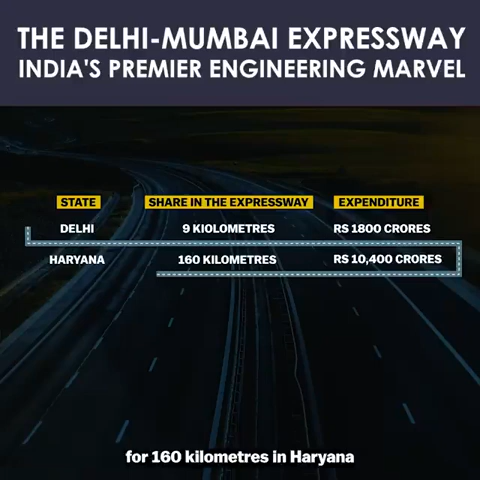 THE DELHI-MUMBAI EXPRESSWAY
INDIA'S PREMIER ENGINEERING MARVEL
STATE SHARE IN THE EXPRESSWAY EXPENDITURE
DELHI 9 KIOLOMETRES RS 1800 CRORES
HARYANA 160 KILOMETRES RS 10,400 CRORES
for 160 kilometres in Haryana